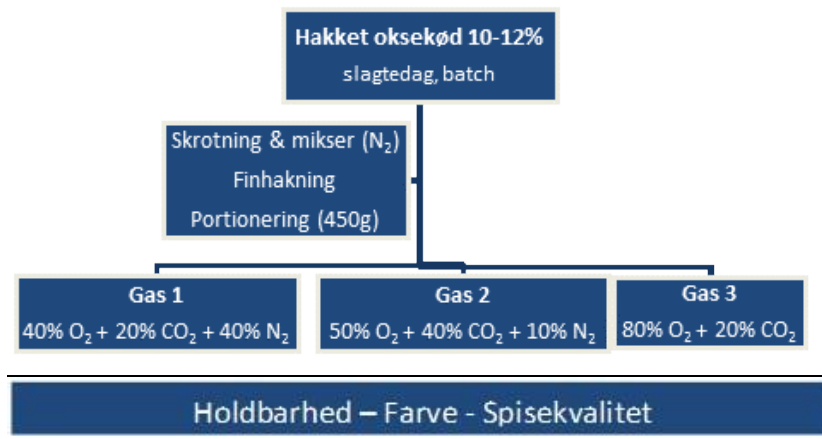 Hakket oksekød 10-12%
slagtedag, batch
Skrotning & mikser (N₂)
Finhakning
Portionering (450g)
Gas 1
40% O₂ + 20% CO₂ + 40% N₂
Gas 2
50% O₂ + 40% CO₂ + 10% N₂
Gas 3
80% O₂ + 20% CO₂
Holdbarhed – Farve - Spisekvalitet